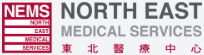 NEMS
NORTH
EAST
MEDICAL
SERVICES
NORTH EAST
MEDICAL SERVICES
東北醫療中心